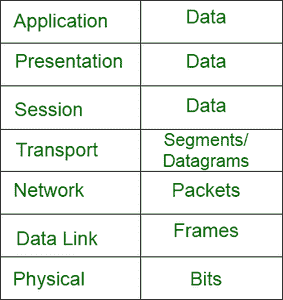 Application Data
Presentation Data
Session Data
Transport Segments/
Datagrams
Network Packets
Data Link Frames
Physical Bits